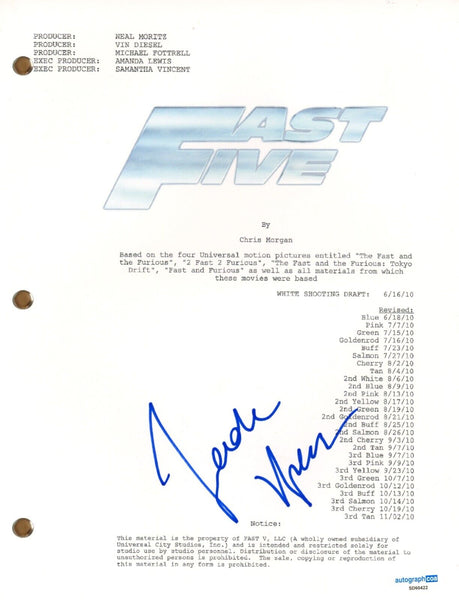 PRODUCER: NEAL MORITZ
PRODUCER: VIN DIESEL
PRODUCER: MICHAEL FOTTRELL
EXEC PRODUCER: AMANDA LEWIS
EXEC PRODUCER: SAMANTHA VINCENT
FAST
FIVE
By
Chris Morgan
Based on the four Universal motion pictures entitled "The Fast and
the Furious", "2 Fast 2 Furious", "The Fast and the Furious: Tokyo
Drift", "Fast and Furious" as well as all materials from which
these movies were based
WHITE SHOOTING DRAFT: 6/16/10
Revised:
Blue 6/18/10
Pink 7/7/10
Green 7/15/10
Goldenrod 7/16/10
Buff 7/23/10
Salmon 7/27/10
Cherry 8/2/10
Tan 8/4/10
2nd White 8/6/10
2nd Blue 8/9/10
2nd Pink 8/13/10
2nd Yellow 8/17/10
2nd Green 8/19/10
2nd Goldenrod 8/21/10
2nd Buff 8/25/10
2nd Salmon 8/26/10
2nd Cherry 9/3/10
2nd Tan 9/7/10
3rd Blue 9/7/10
3rd Pink 9/9/10
3rd Yellow 9/23/10
3rd Green 10/7/10
3rd Goldenrod 10/12/10
3rd Buff 10/13/10
3rd Salmon 10/14/10
3rd Cherry 10/19/10
3rd Tan 11/02/10
Notice:
This material is the property of FAST V, LLC (A wholly owned subsidiary of
Universal City Studios, Inc.) and is intended and restricted solely for
studio use by studio personnel. Distribution or disclosure of the material to
unauthorized persons is prohibited. The sale, copying or reproduction of
this material in any form is prohibited.
autographcoa